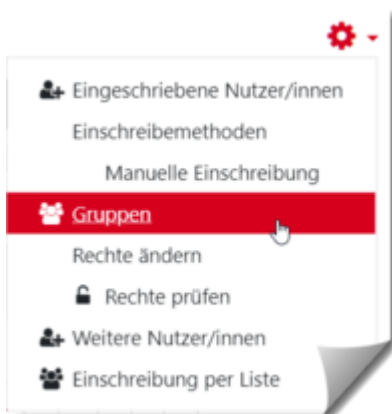 Eingeschriebene Nutzer/innen
Einschreibemethoden
Manuelle Einschreibung
Gruppen
Rechte ändern
Rechte prüfen
Weitere Nutzer/innen
Einschreibung per Liste